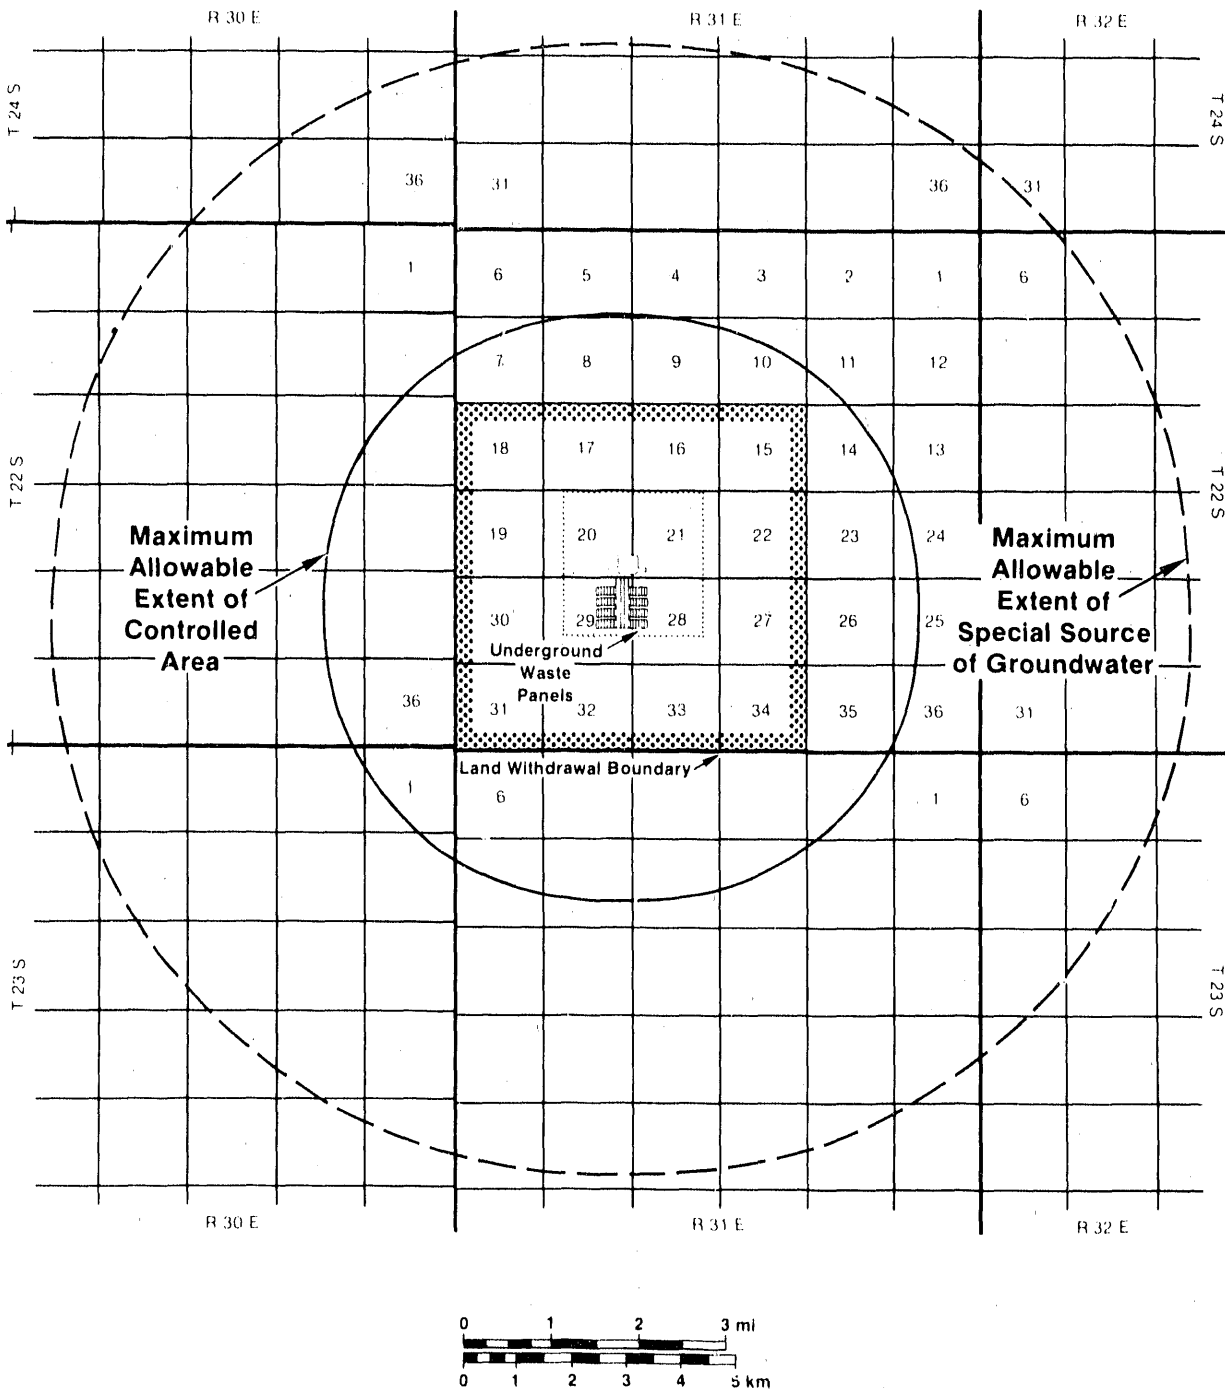 R 30 E R 31 E R 32 E
T 24 S T 24 S
36 31 36 31
1 6 5 4 3 2 1 6
7 8 9 10 11 12
18 17 16 15 14 13
T 22 S T 22 S
19 20 21 22 23 24
Maximum
Allowable
Extent of
Controlled
Area
Maximum
Allowable
Extent of
Special Source
of Groundwater
30 29 28 27 26 25
Underground
Waste
Panels
36 31 32 33 34 35 36 31
Land Withdrawal Boundary
1 6 1 6
T 23 S T 23 S
R 30 E R 31 E R 32 E
0 1 2 3 mi
0 1 2 3 4 5 km